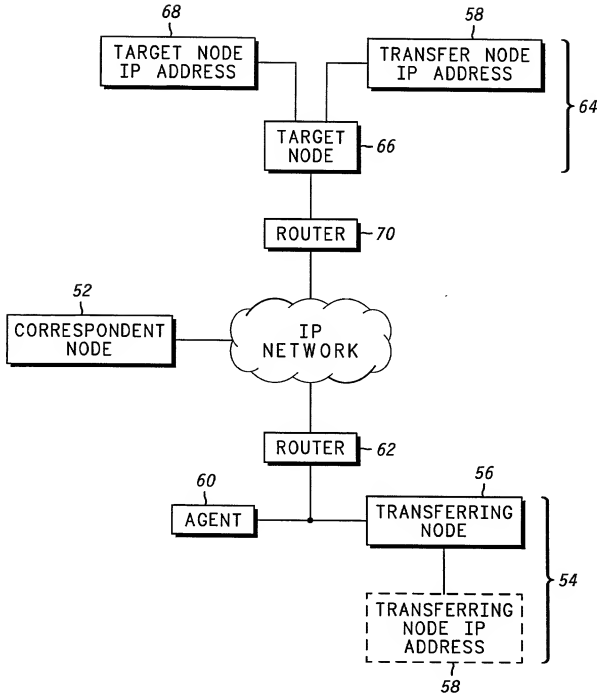 68
58
TARGET NODE
IP ADDRESS
TRANSFER NODE
IP ADDRESS
64
TARGET
NODE
66
ROUTER
70
52
CORRESPONDENT
NODE
IP
NETWORK
ROUTER
62
60
AGENT
56
TRANSFERRING
NODE
54
TRANSFERRING
NODE IP
ADDRESS
58